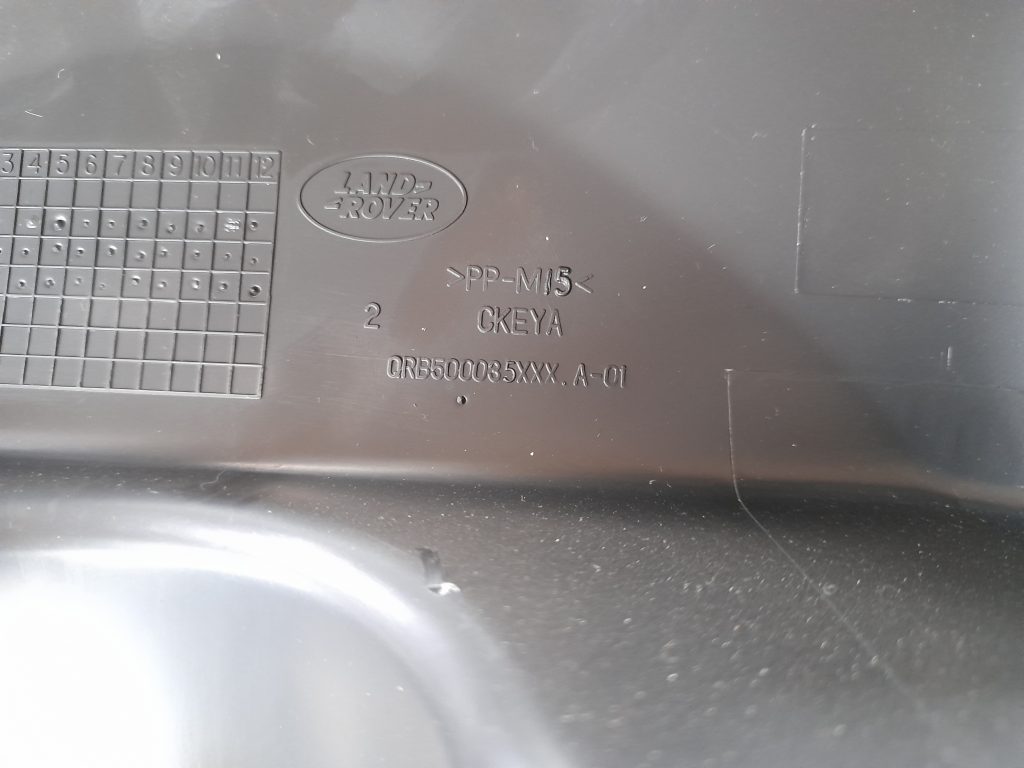 3 4 5 6 7 8 9 10 11 12
LAND-
-ROVER
>PP-M15<
2 CKEYA
QRB500035XXX.A-01